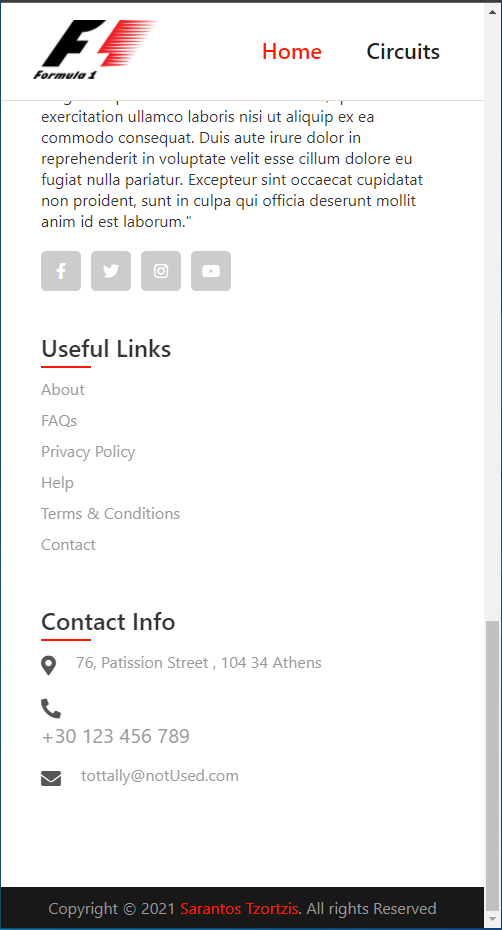 Formula 1
Home
Circuits
exercitation ullamco laboris nisi ut aliquip ex ea
commodo consequat. Duis aute irure dolor in
reprehenderit in voluptate velit esse cillum dolore eu
fugiat nulla pariatur. Excepteur sint occaecat cupidatat
non proident, sunt in culpa qui officia deserunt mollit
anim id est laborum."
Useful Links
About
FAQs
Privacy Policy
Help
Terms & Conditions
Contact
Contact Info
76, Patission Street , 104 34 Athens
+30 123 456 789
tottally@notUsed.com
Copyright © 2021 Sarantos Tzortzis. All rights Reserved